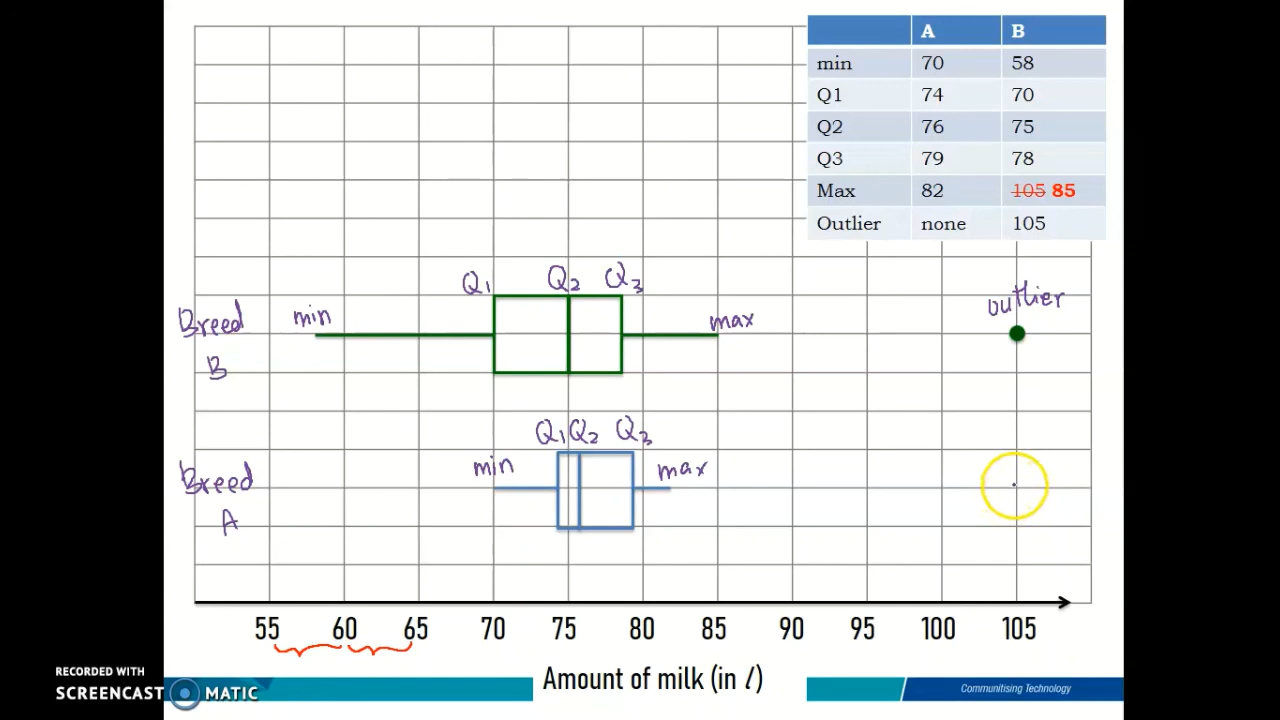 A B
min 70 58
Q1 74 70
Q2 76 75
Q3 79 78
Max 82 105 85
Outlier none 105
Q1 Q2 Q3
Breed B
min
max
outlier
Q1 Q2 Q3
Breed A
min
max
55 60 65 70 75 80 85 90 95 100 105
Amount of milk (in l)
RECORDED WITH
SCREENCAST MATIC
Communitising Technology